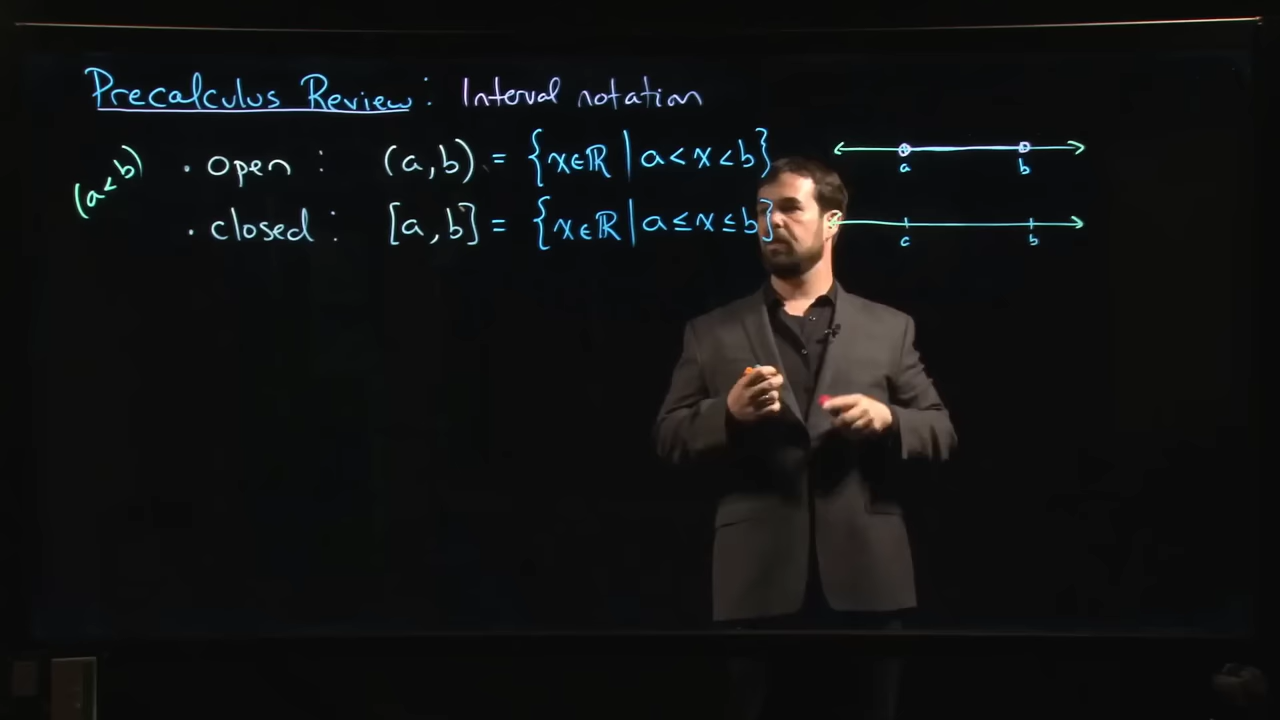 Precalculus Review: Interval notation
(a<b)
• open : (a,b) = {x∈ℝ | a<x<b}
a b
• closed : [a,b] = {x∈ℝ | a≤x≤b}
a b